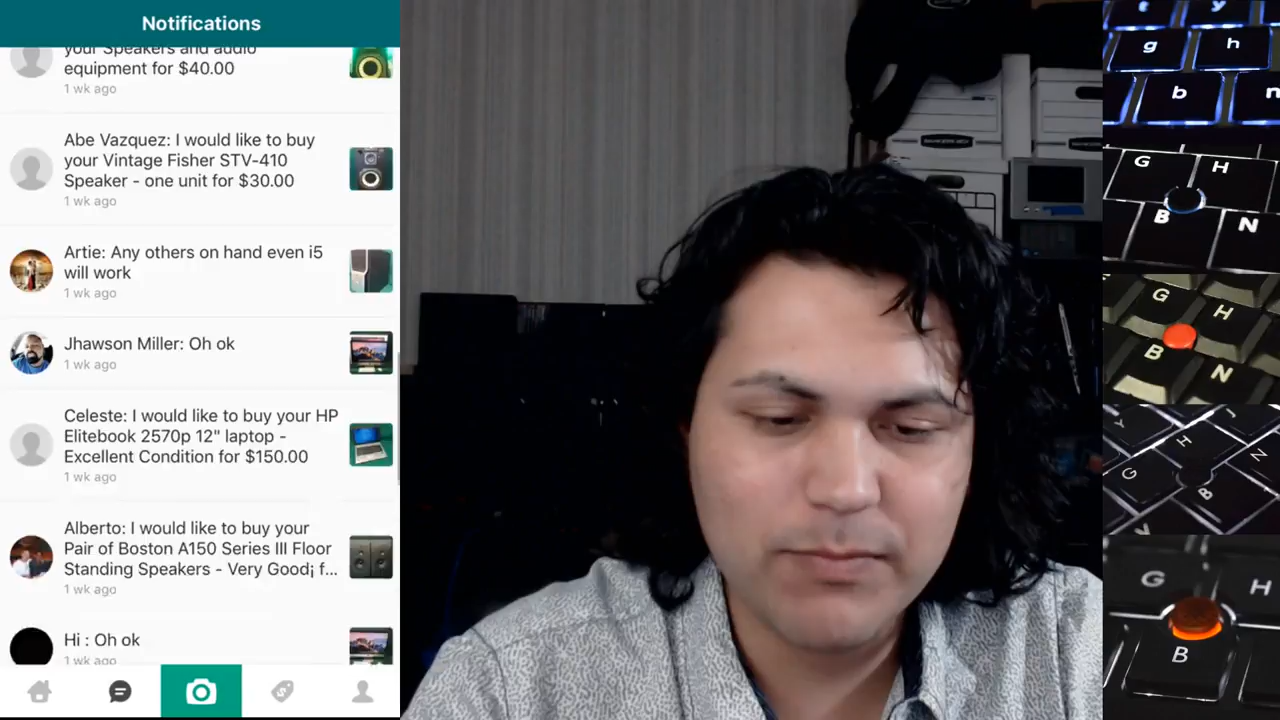 Notifications
your Speakers and audio
equipment for $40.00
1 wk ago
Abe Vazquez: I would like to buy
your Vintage Fisher STV-410
Speaker - one unit for $30.00
1 wk ago
Artie: Any others on hand even i5
will work
1 wk ago
Jhawson Miller: Oh ok
1 wk ago
Celeste: I would like to buy your HP
Elitebook 2570p 12" laptop -
Excellent Condition for $150.00
1 wk ago
Alberto: I would like to buy your
Pair of Boston A150 Series III Floor
Standing Speakers - Very Good¡ f...
1 wk ago
Hi : Oh ok
1 wk ago
t y
g h
b n
G H
B N
G H
B N
Y J
H N
G B
V
G H
B